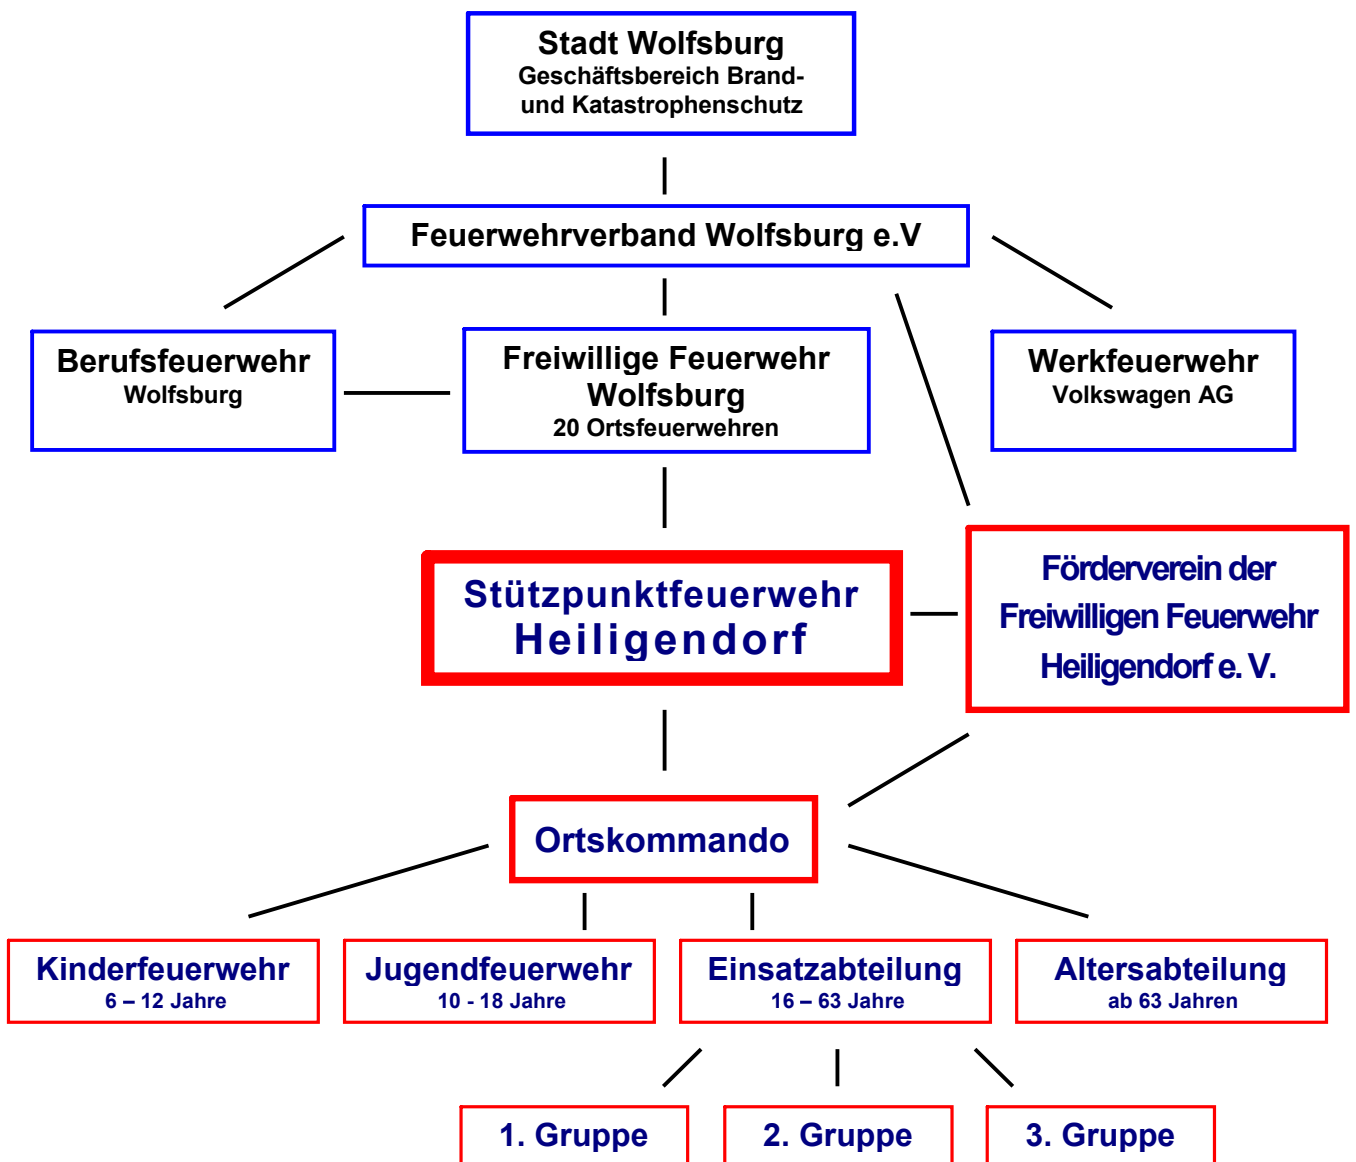 Stadt Wolfsburg
Geschäftsbereich Brand-
und Katastrophenschutz
Feuerwehrverband Wolfsburg e.V
Berufsfeuerwehr
Wolfsburg
Freiwillige Feuerwehr
Wolfsburg
20 Ortsfeuerwehren
Werkfeuerwehr
Volkswagen AG
Stützpunktfeuerwehr
Heiligendorf
Förderverein der
Freiwilligen Feuerwehr
Heiligendorf e. V.
Ortskommando
Kinderfeuerwehr
6 – 12 Jahre
Jugendfeuerwehr
10 - 18 Jahre
Einsatzabteilung
16 – 63 Jahre
Altersabteilung
ab 63 Jahren
1. Gruppe
2. Gruppe
3. Gruppe